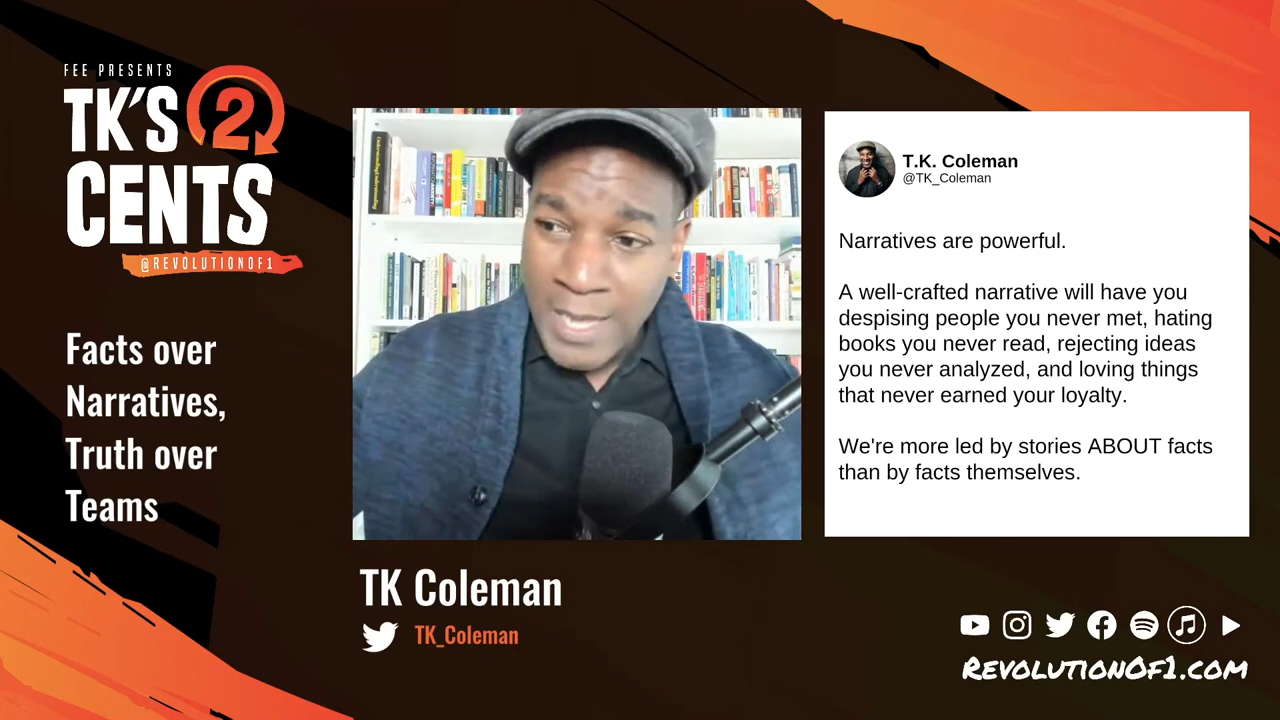 FEE PRESENTS
TK'S 2
CENTS
@REVOLUTIONOF1
Facts over
Narratives,
Truth over
Teams
TK Coleman
TK_Coleman
T.K. Coleman
@TK_Coleman
Narratives are powerful.
A well-crafted narrative will have you
despising people you never met, hating
books you never read, rejecting ideas
you never analyzed, and loving things
that never earned your loyalty.
We're more led by stories ABOUT facts
than by facts themselves.
REVOLUTIONOF1.COM